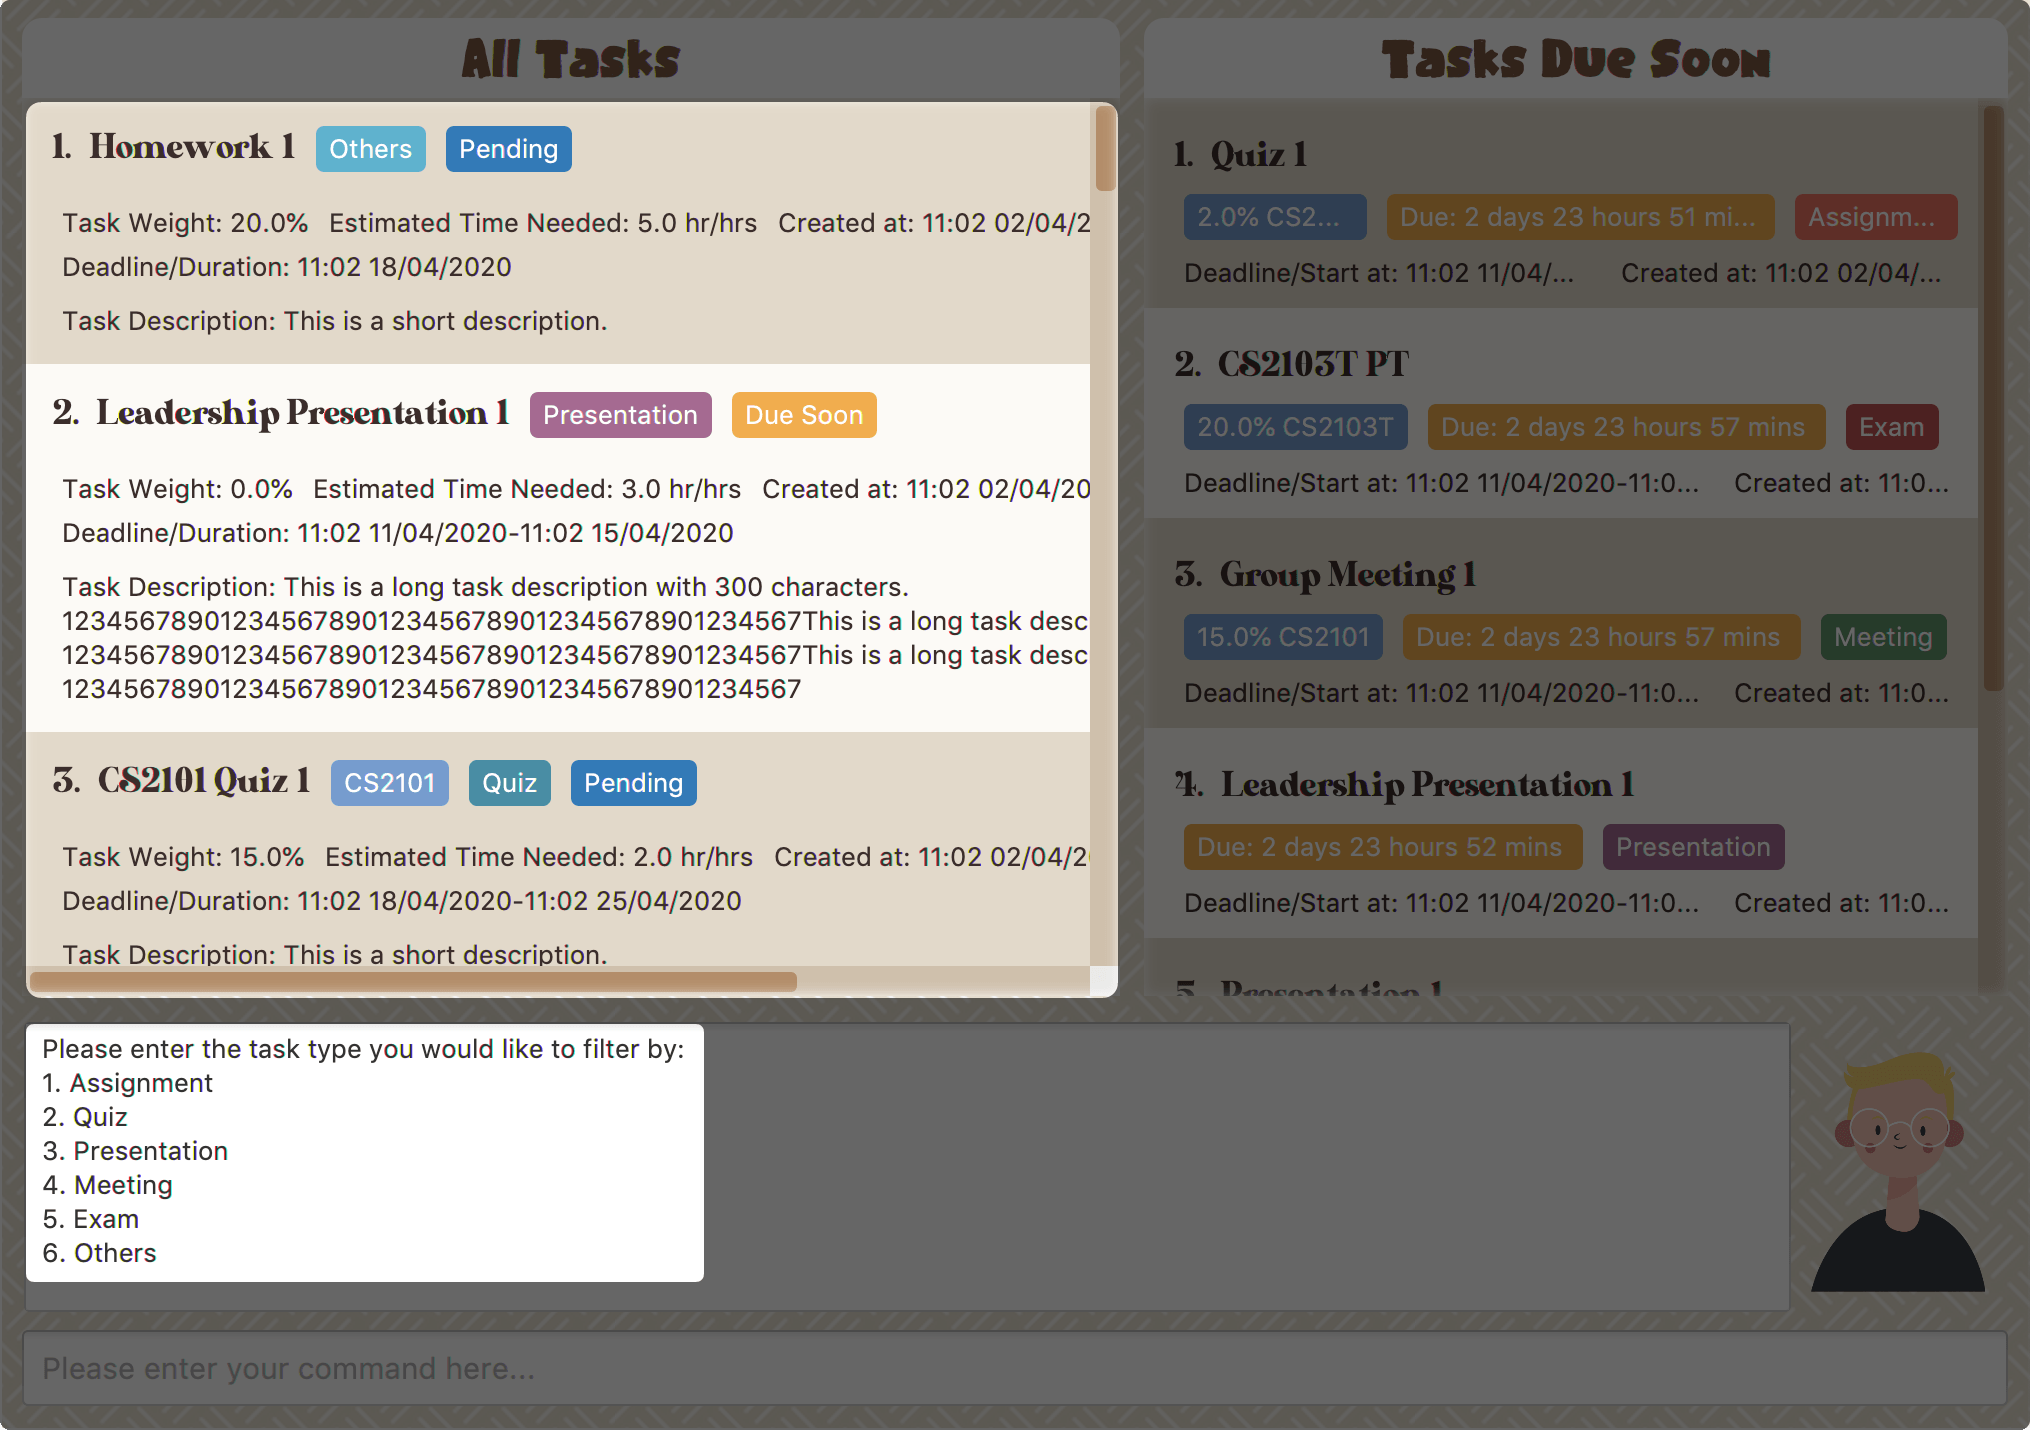 All Tasks
1. Homework 1 Others Pending
Task Weight: 20.0% Estimated Time Needed: 5.0 hr/hrs Created at: 11:02 02/04/2
Deadline/Duration: 11:02 18/04/2020
Task Description: This is a short description.
2. Leadership Presentation 1 Presentation Due Soon
Task Weight: 0.0% Estimated Time Needed: 3.0 hr/hrs Created at: 11:02 02/04/20
Deadline/Duration: 11:02 11/04/2020-11:02 15/04/2020
Task Description: This is a long task description with 300 characters.
12345678901234567890123456789012345678901234567This is a long task desc
12345678901234567890123456789012345678901234567This is a long task desc
12345678901234567890123456789012345678901234567
3. CS2101 Quiz 1 CS2101 Quiz Pending
Task Weight: 15.0% Estimated Time Needed: 2.0 hr/hrs Created at: 11:02 02/04/2
Deadline/Duration: 11:02 18/04/2020-11:02 25/04/2020
Task Description: This is a short description.
Tasks Due Soon
1. Quiz 1
2.0% CS2... Due: 2 days 23 hours 51 mi... Assignm...
Deadline/Start at: 11:02 11/04/... Created at: 11:02 02/04/...
2. CS2103T PT
20.0% CS2103T Due: 2 days 23 hours 57 mins Exam
Deadline/Start at: 11:02 11/04/2020-11:0... Created at: 11:0...
3. Group Meeting 1
15.0% CS2101 Due: 2 days 23 hours 57 mins Meeting
Deadline/Start at: 11:02 11/04/2020-11:0... Created at: 11:0...
4. Leadership Presentation 1
Due: 2 days 23 hours 52 mins Presentation
Deadline/Start at: 11:02 11/04/2020-11:0... Created at: 11:0...
5. Presentation 1
Please enter the task type you would like to filter by:
1. Assignment
2. Quiz
3. Presentation
4. Meeting
5. Exam
6. Others
Please enter your command here...